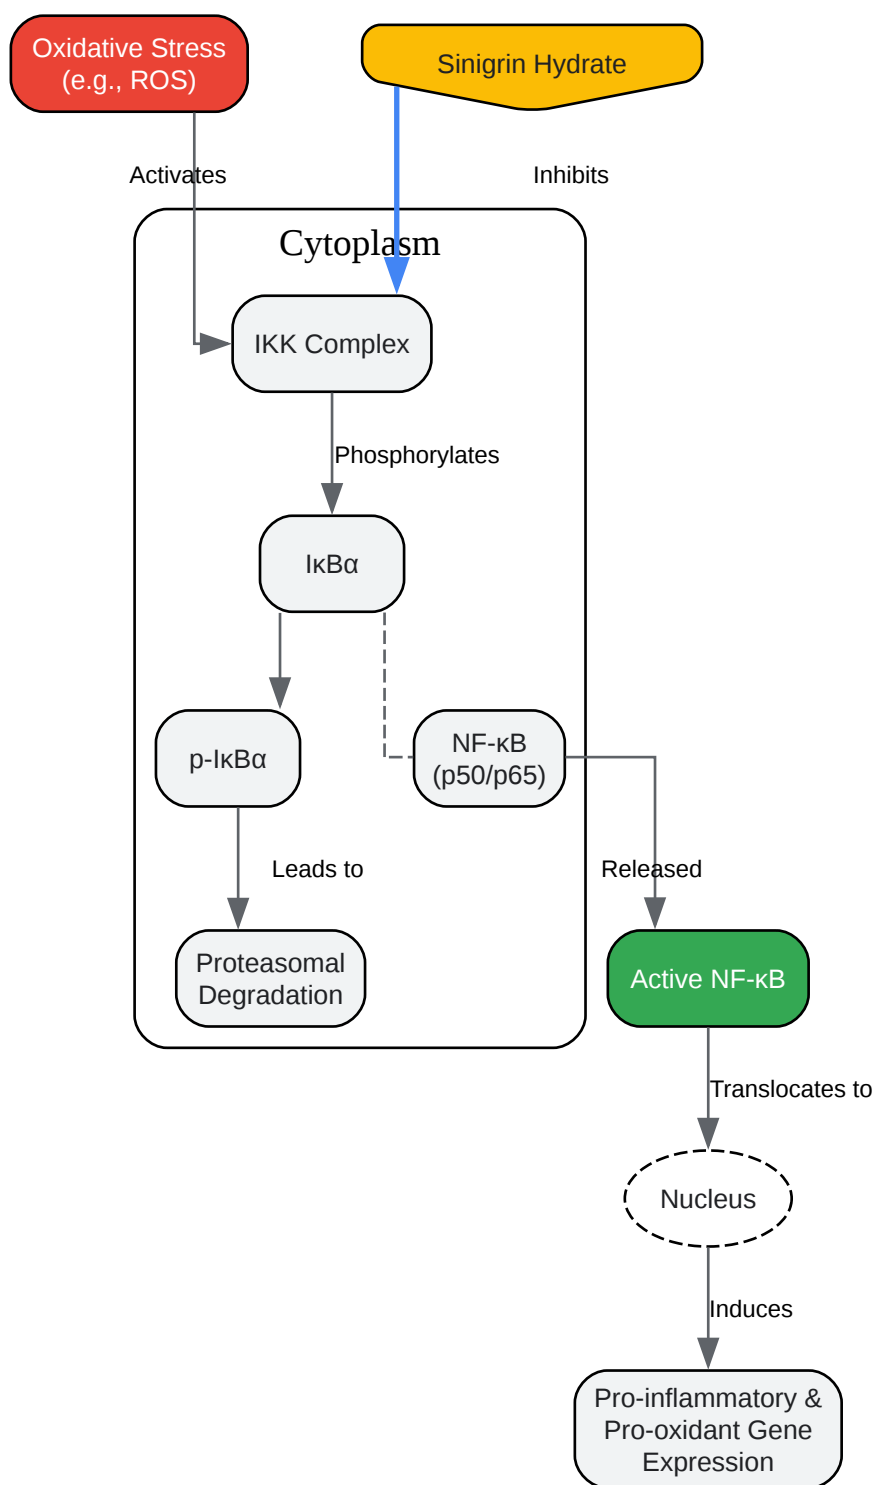 Oxidative Stress
(e.g., ROS)
Sinigrin Hydrate
Activates
Inhibits
Cytoplasm
IKK Complex
Phosphorylates
IκBα
p-IκBα
NF-κB
(p50/p65)
Leads to
Released
Proteasomal
Degradation
Active NF-κB
Translocates to
Nucleus
Induces
Pro-inflammatory &
Pro-oxidant Gene
Expression